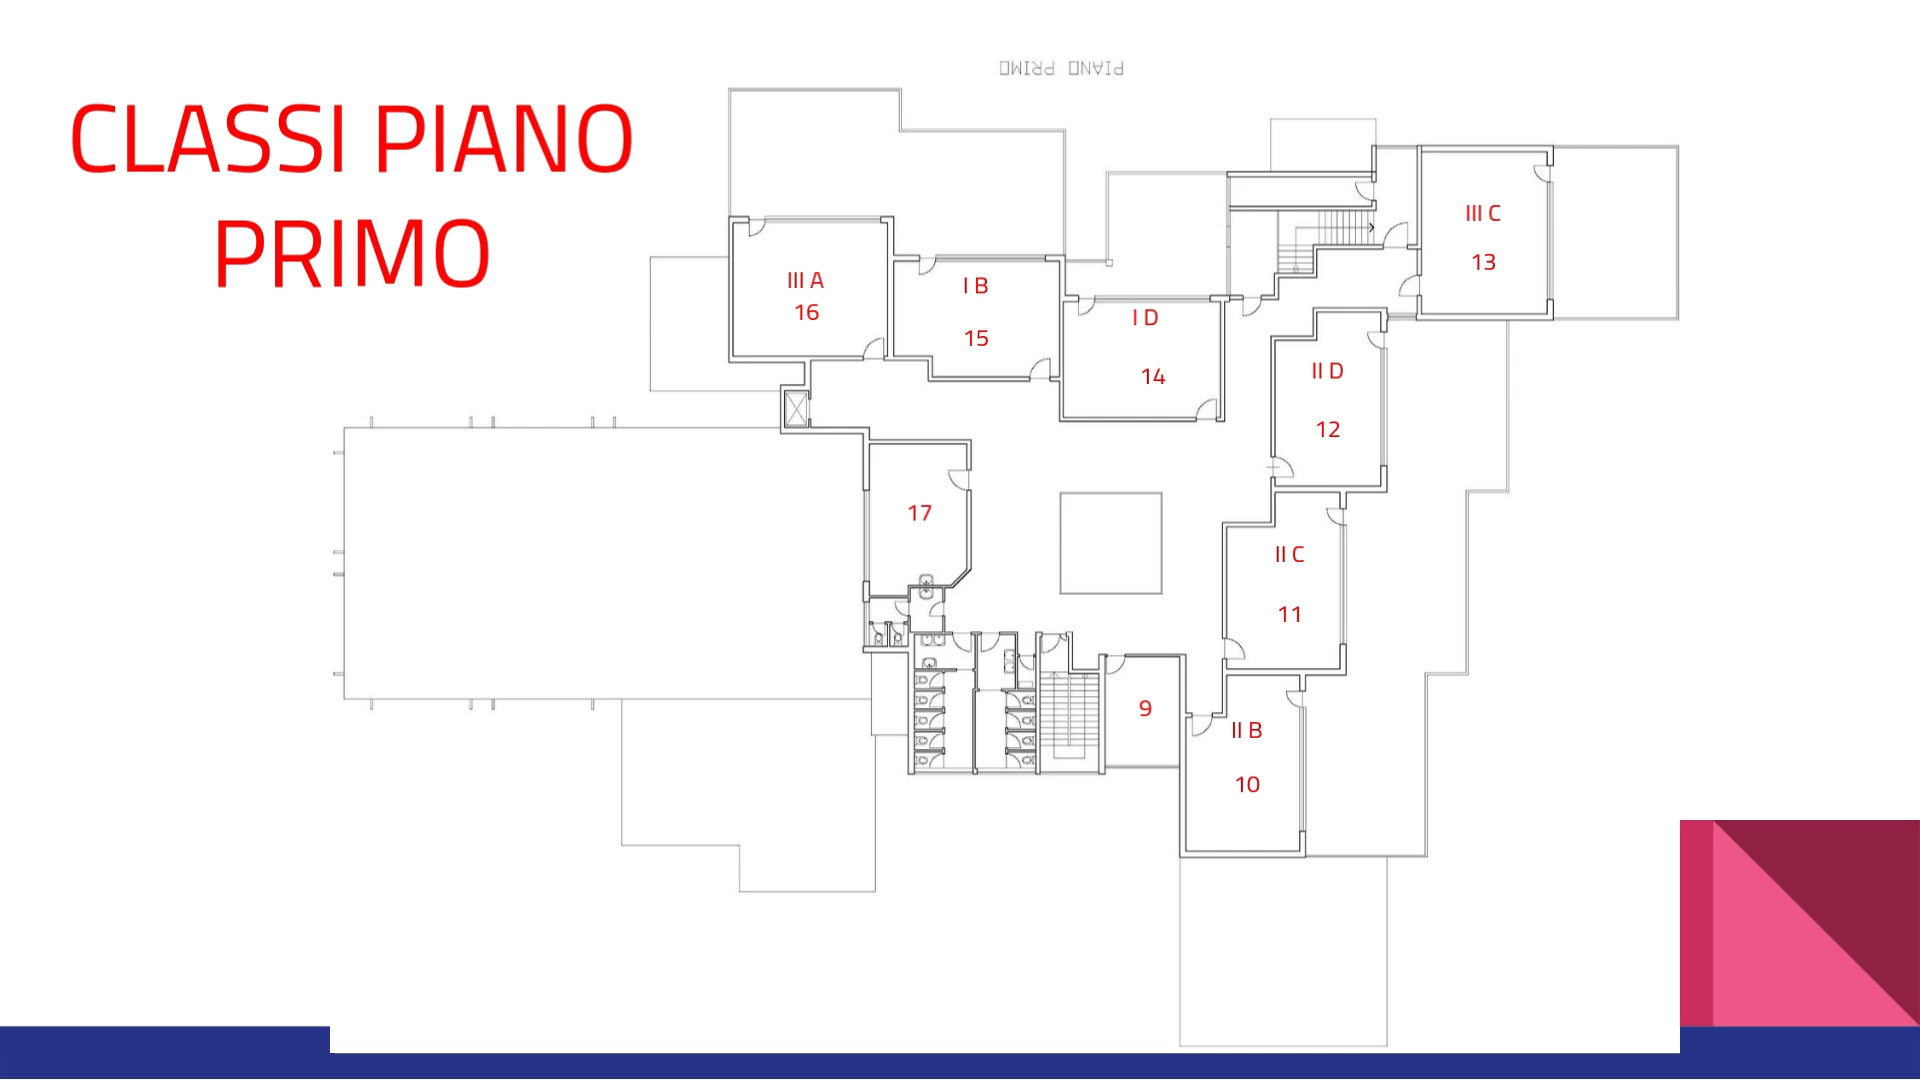 PIANO PRIMO
CLASSI PIANO
PRIMO
III A
16
I B
15
I D
14
III C
13
II D
12
II C
11
17
9
II B
10